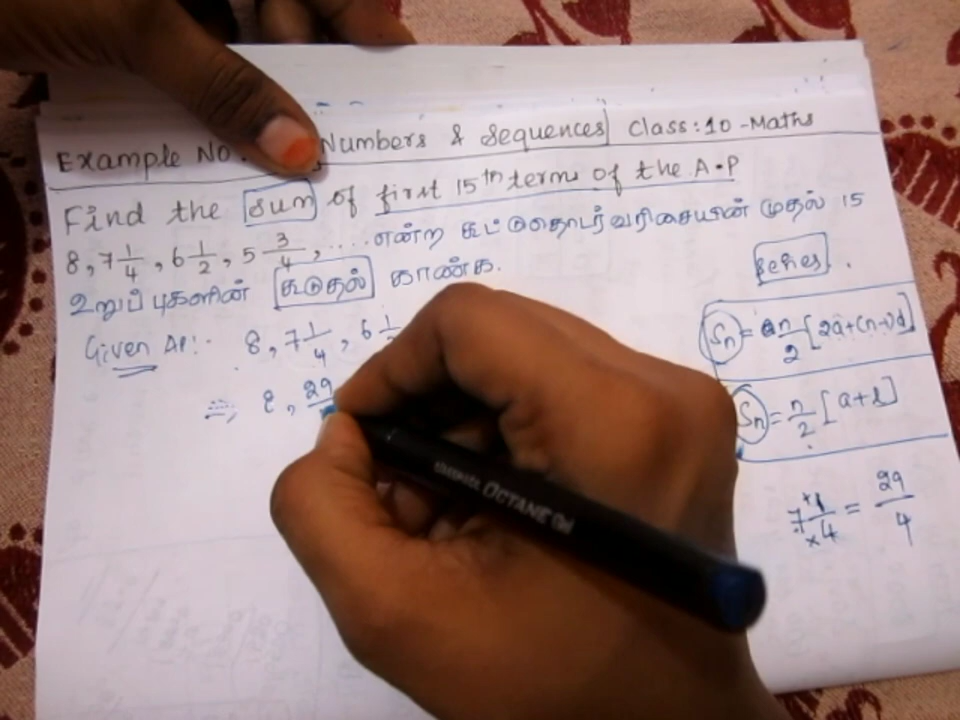 Example No. Numbers & Sequences Class: 10 - Maths
Find the sum of first 15th terms of the A.P
8, 7 1/4, 6 1/2, 5 3/4, .... என்ற கூட்டுதொடர்வரிசையின் முதல் 15
உறுப்புகளின் கூடுதல் காண்க.
Series.
Given AP:- 8, 7 1/4, 6 1
Sn = n/2 [2a+(n-1)d]
⇒, 8, 29
Sn = n/2 [a+l]
7 + 1 × 4 = 29/4
OCTANE Gel